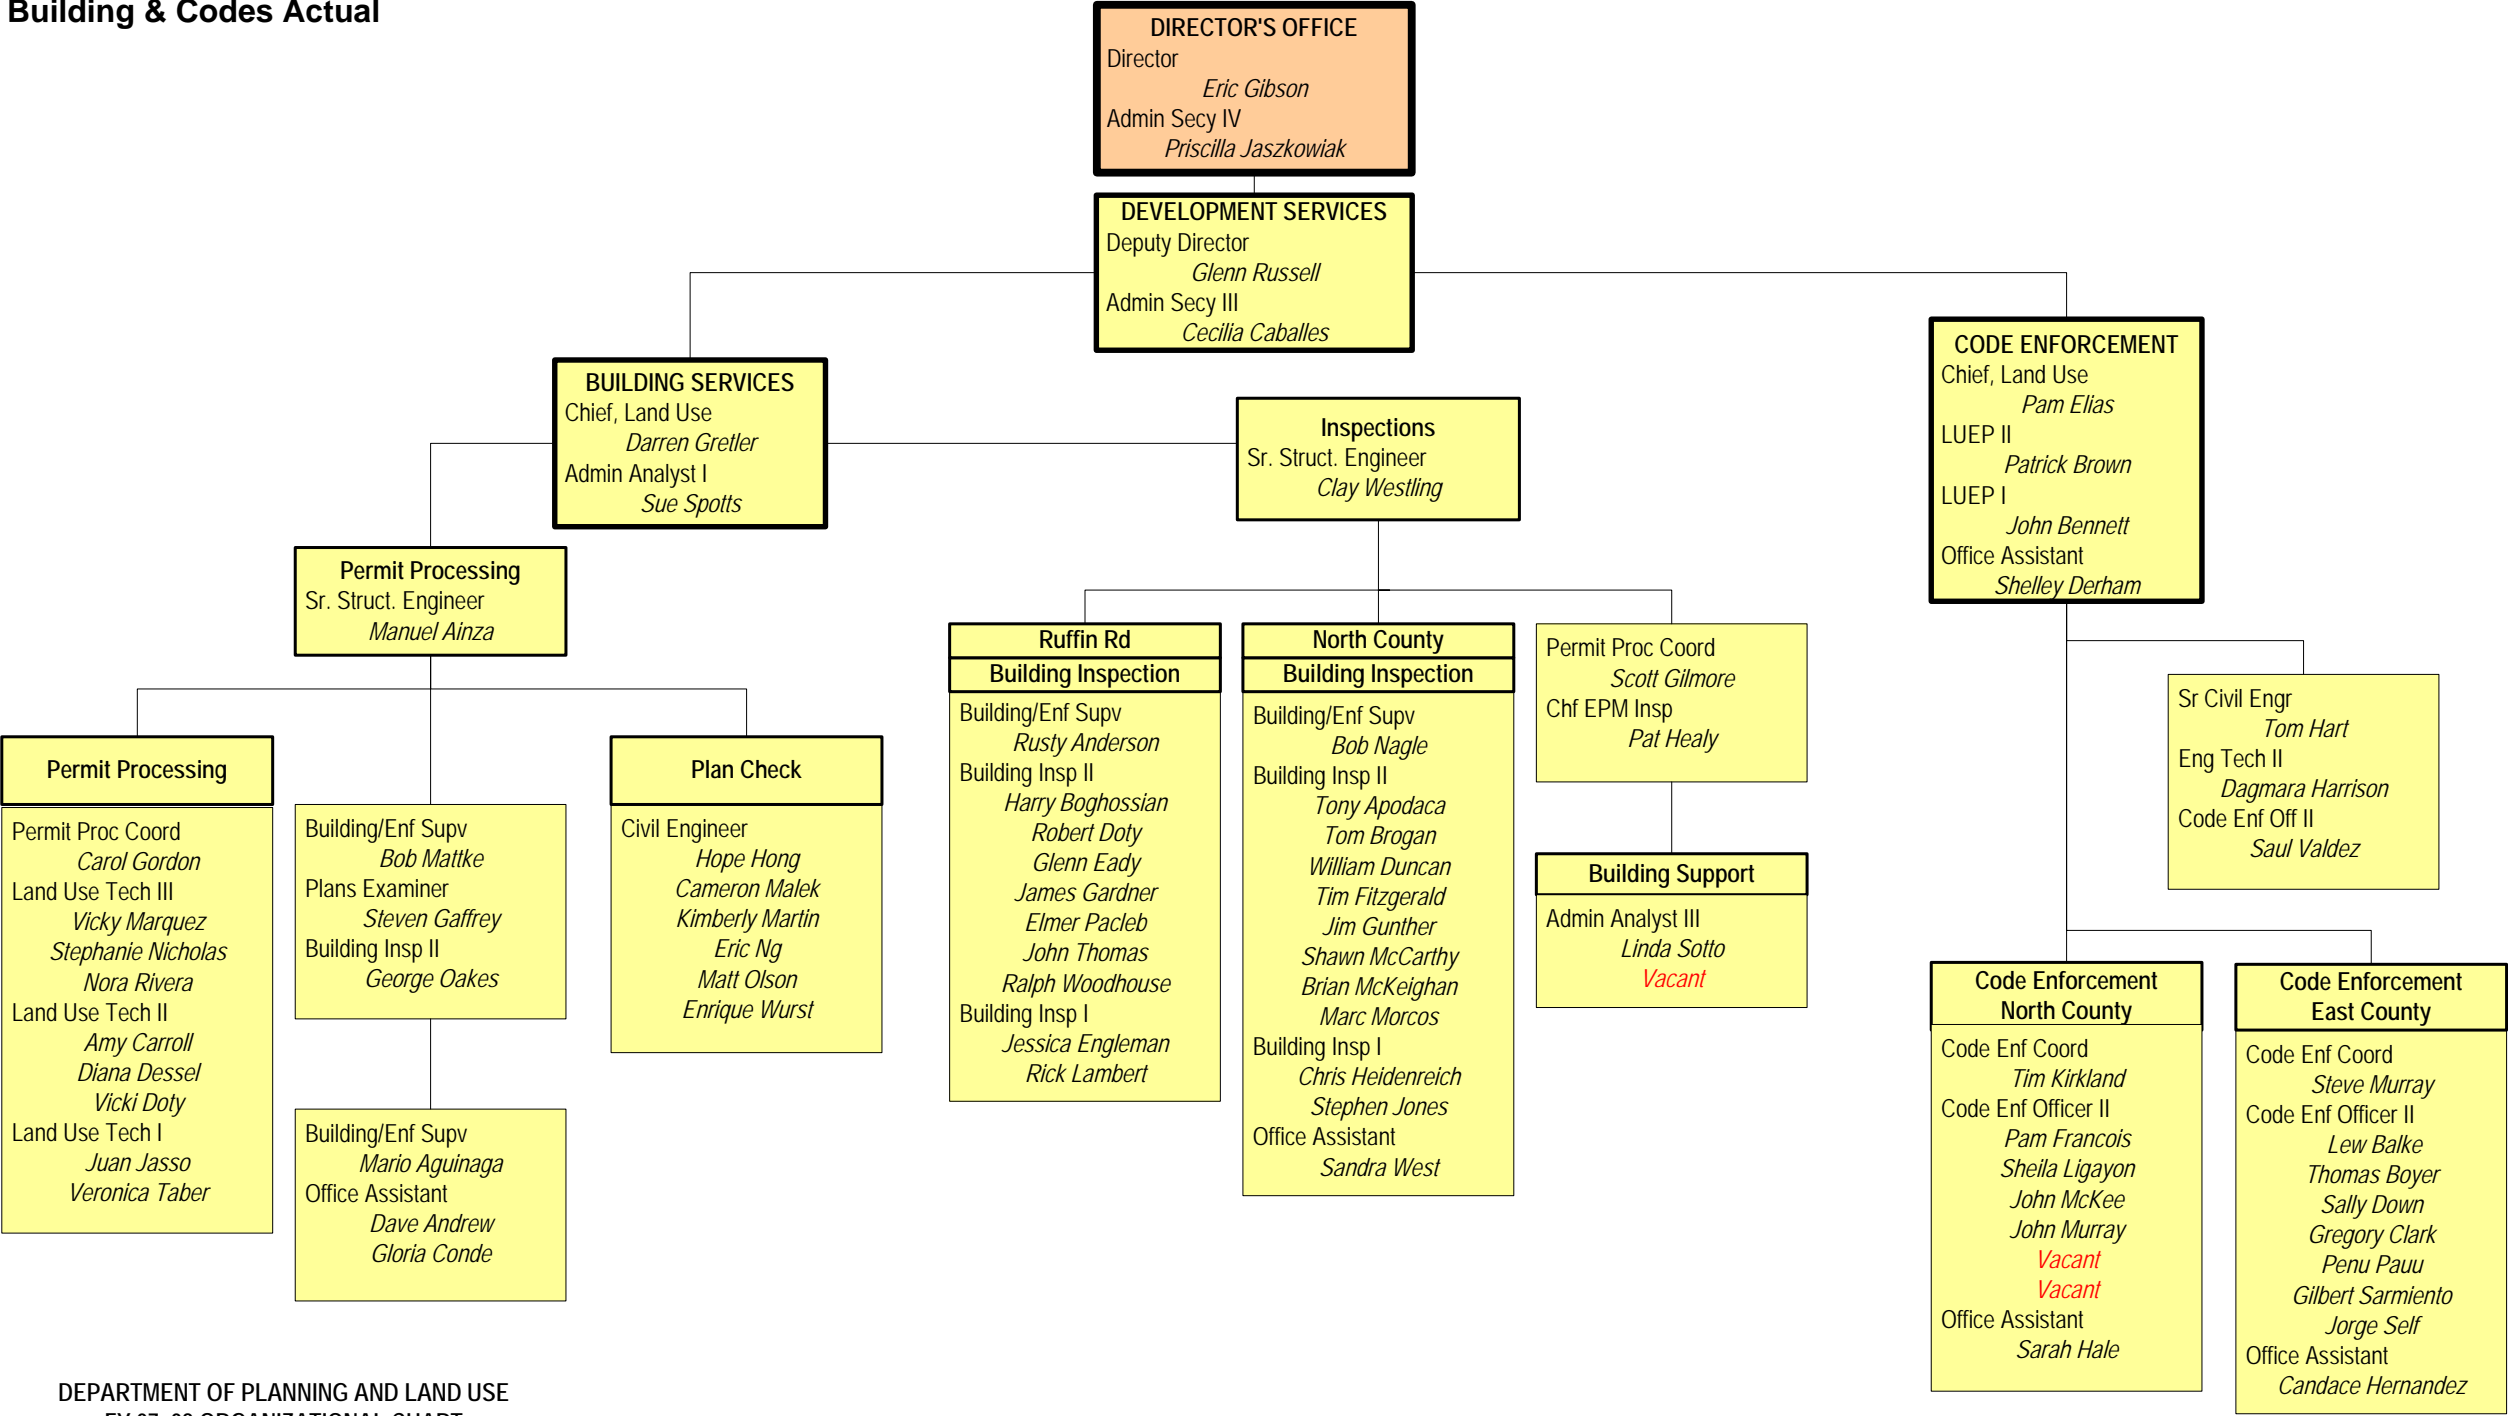 Building & Codes Actual
DIRECTOR'S OFFICE
Director
Eric Gibson
Admin Secy IV
Priscilla Jaszkowiak
DEVELOPMENT SERVICES
Deputy Director
Glenn Russell
Admin Secy III
Cecilia Caballes
BUILDING SERVICES
Chief, Land Use
Darren Gretler
Admin Analyst I
Sue Spotts
Inspections
Sr. Struct. Engineer
Clay Westling
CODE ENFORCEMENT
Chief, Land Use
Pam Elias
LUEP II
Patrick Brown
LUEP I
John Bennett
Office Assistant
Shelley Derham
Permit Processing
Sr. Struct. Engineer
Manuel Ainza
Permit Processing
Permit Proc Coord
Carol Gordon
Land Use Tech III
Vicky Marquez
Stephanie Nicholas
Nora Rivera
Land Use Tech II
Amy Carroll
Diana Dessel
Vicki Doty
Land Use Tech I
Juan Jasso
Veronica Taber
Building/Enf Supv
Bob Mattke
Plans Examiner
Steven Gaffrey
Building Insp II
George Oakes
Building/Enf Supv
Mario Aguinaga
Office Assistant
Dave Andrew
Gloria Conde
Plan Check
Civil Engineer
Hope Hong
Cameron Malek
Kimberly Martin
Eric Ng
Matt Olson
Enrique Wurst
Ruffin Rd
Building Inspection
Building/Enf Supv
Rusty Anderson
Building Insp II
Harry Boghossian
Robert Doty
Glenn Eady
James Gardner
Elmer Pacleb
John Thomas
Ralph Woodhouse
Building Insp I
Jessica Engleman
Rick Lambert
North County
Building Inspection
Building/Enf Supv
Bob Nagle
Building Insp II
Tony Apodaca
Tom Brogan
William Duncan
Tim Fitzgerald
Jim Gunther
Shawn McCarthy
Brian McKeighan
Marc Morcos
Building Insp I
Chris Heidenreich
Stephen Jones
Office Assistant
Sandra West
Permit Proc Coord
Scott Gilmore
Chf EPM Insp
Pat Healy
Building Support
Admin Analyst III
Linda Sotto
Vacant
Sr Civil Engr
Tom Hart
Eng Tech II
Dagmara Harrison
Code Enf Off II
Saul Valdez
Code Enforcement
North County
Code Enf Coord
Tim Kirkland
Code Enf Officer II
Pam Francois
Sheila Ligayon
John McKee
John Murray
Vacant
Vacant
Office Assistant
Sarah Hale
Code Enforcement
East County
Code Enf Coord
Steve Murray
Code Enf Officer II
Lew Balke
Thomas Boyer
Sally Down
Gregory Clark
Penu Pauu
Gilbert Sarmiento
Jorge Self
Office Assistant
Candace Hernandez
DEPARTMENT OF PLANNING AND LAND USE
ORGANIZATIONAL CHART